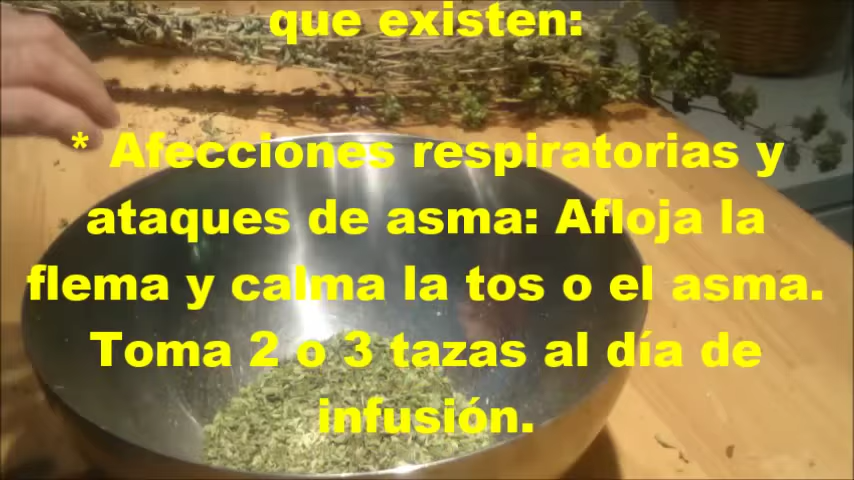 que existen:
* Afecciones respiratorias y
ataques de asma: Afloja la
flema y calma la tos o el asma.
Toma 2 o 3 tazas al día de
infusión.